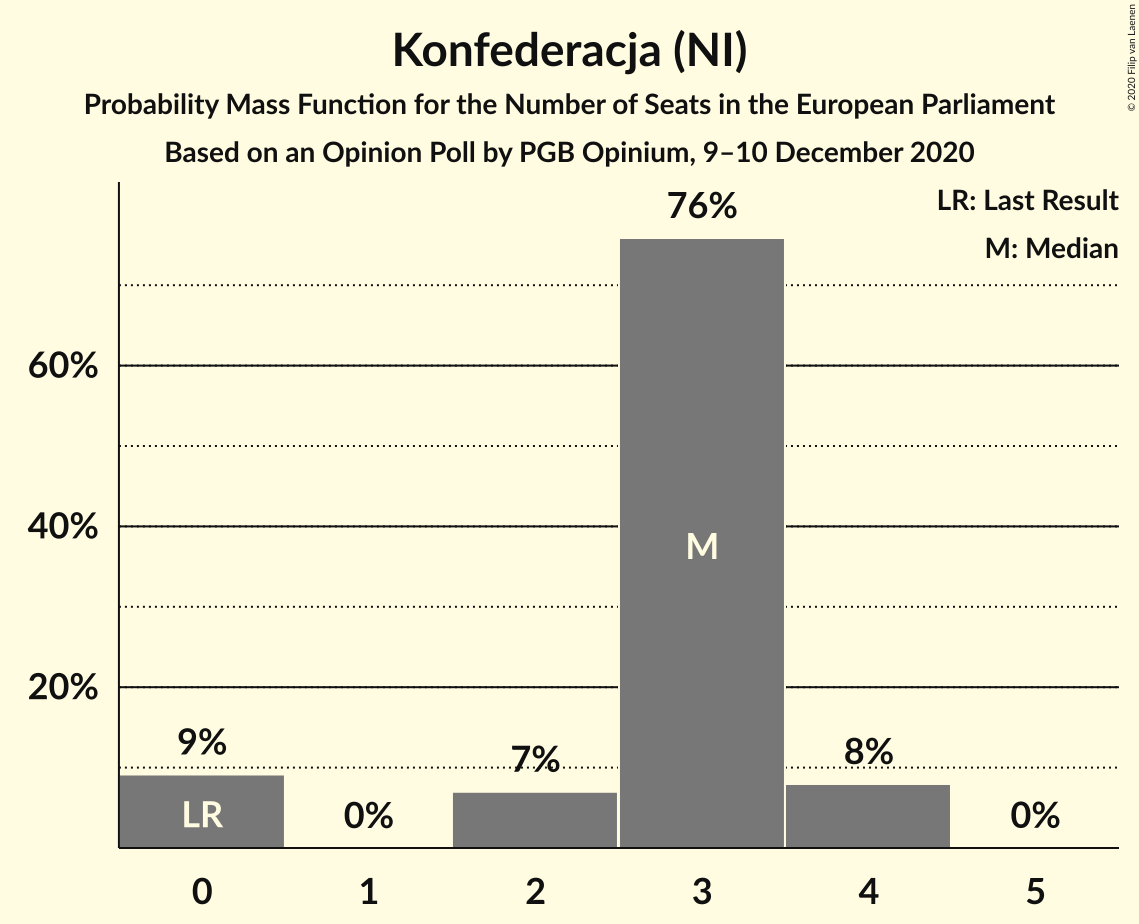 Konfederacja (NI)
Probability Mass Function for the Number of Seats in the European Parliament
Based on an Opinion Poll by PGB Opinium, 9–10 December 2020
© 2020 Filip van Laenen
LR: Last Result
M: Median
76%
60%
40%
20%
M
9%
LR
0%
7%
8%
0%
0
1
2
3
4
5